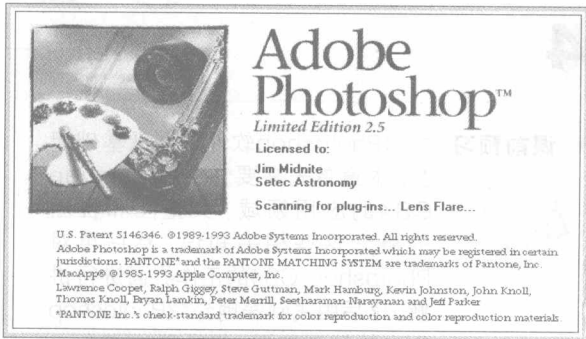 Adobe
Photoshop™
Limited Edition 2.5
Licensed to:
Jim Midnite
Setec Astronomy
Scanning for plug-ins... Lens Flare...
U.S. Patent 5146346. ©1989-1993 Adobe Systems Incorporated. All rights reserved.
Adobe Photoshop is a trademark of Adobe Systems Incorporated which may be registered in certain
jurisdictions. PANTONE* and the PANTONE MATCHING SYSTEM are trademarks of Pantone, Inc.
MacApp® ©1985-1993 Apple Computer, Inc.
Lawrence Coopet, Ralph Giggey, Steve Guttman, Mark Hamburg, Kevin Johnston, John Knoll,
Thomas Knoll, Bryan Lamkin, Peter Merrill, Seetharaman Narayanan and Jeff Parker
*PANTONE Inc.'s check-standard trademark for color reproduction and color reproduction materials.